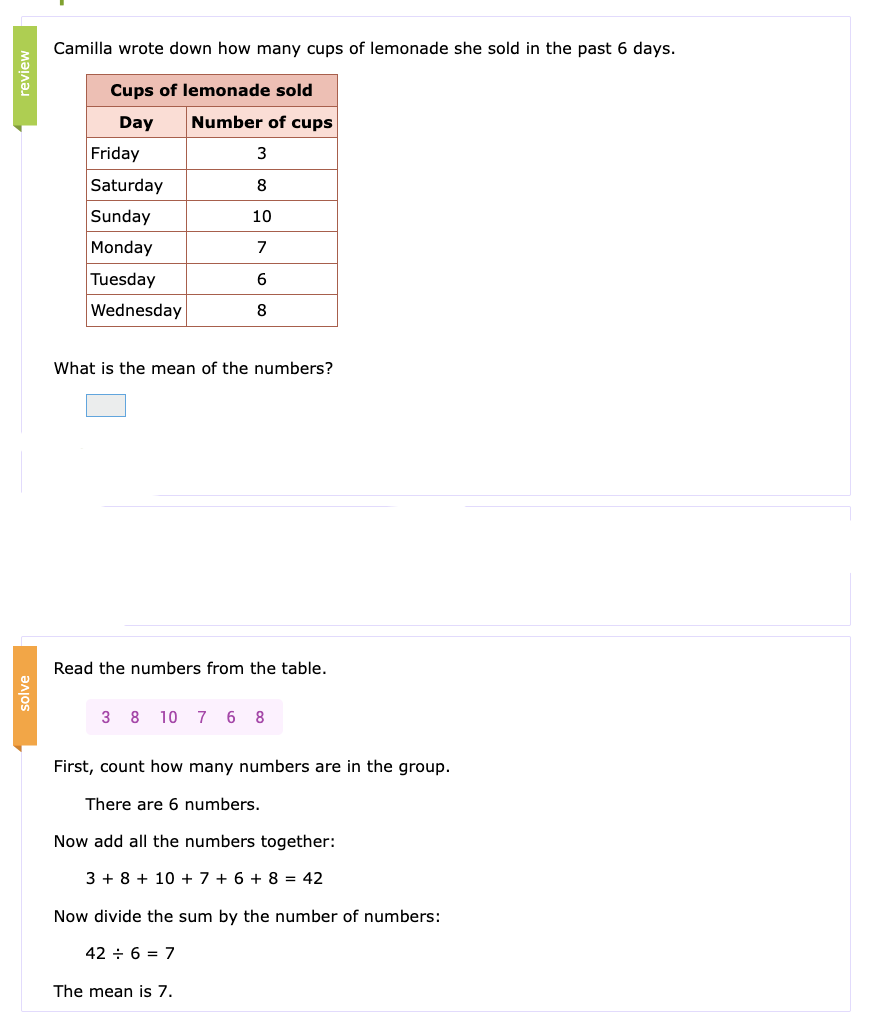 review
Camilla wrote down how many cups of lemonade she sold in the past 6 days.
Cups of lemonade sold
Day Number of cups
Friday 3
Saturday 8
Sunday 10
Monday 7
Tuesday 6
Wednesday 8
What is the mean of the numbers?
solve
Read the numbers from the table.
3 8 10 7 6 8
First, count how many numbers are in the group.
There are 6 numbers.
Now add all the numbers together:
3 + 8 + 10 + 7 + 6 + 8 = 42
Now divide the sum by the number of numbers:
42 ÷ 6 = 7
The mean is 7.